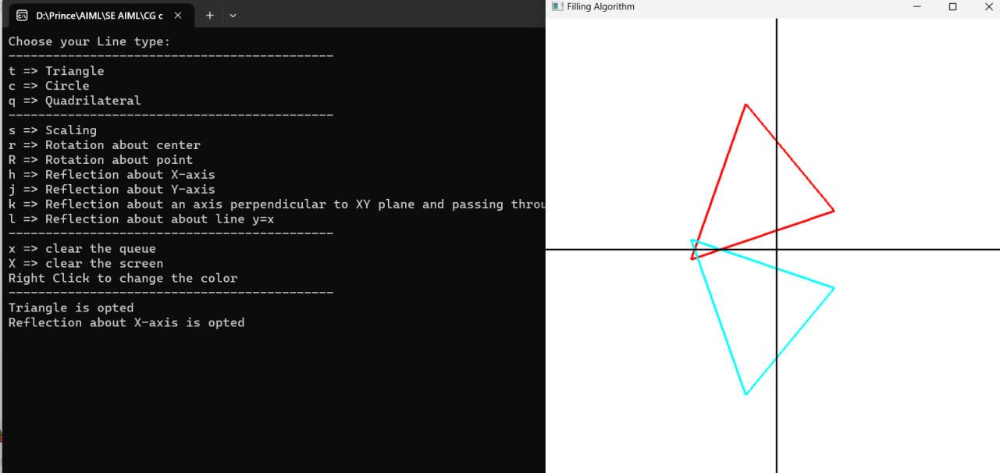 D:\Prince\AIML\SE AIML\CG c
Choose your Line type:
--------------------------------------------
t => Triangle
c => Circle
q => Quadrilateral
--------------------------------------------
s => Scaling
r => Rotation about center
R => Rotation about point
h => Reflection about X-axis
j => Reflection about Y-axis
k => Reflection about an axis perpendicular to XY plane and passing throu
l => Reflection about about line y=x
--------------------------------------------
x => clear the queue
X => clear the screen
Right Click to change the color
--------------------------------------------
Triangle is opted
Reflection about X-axis is opted
Filling Algorithm